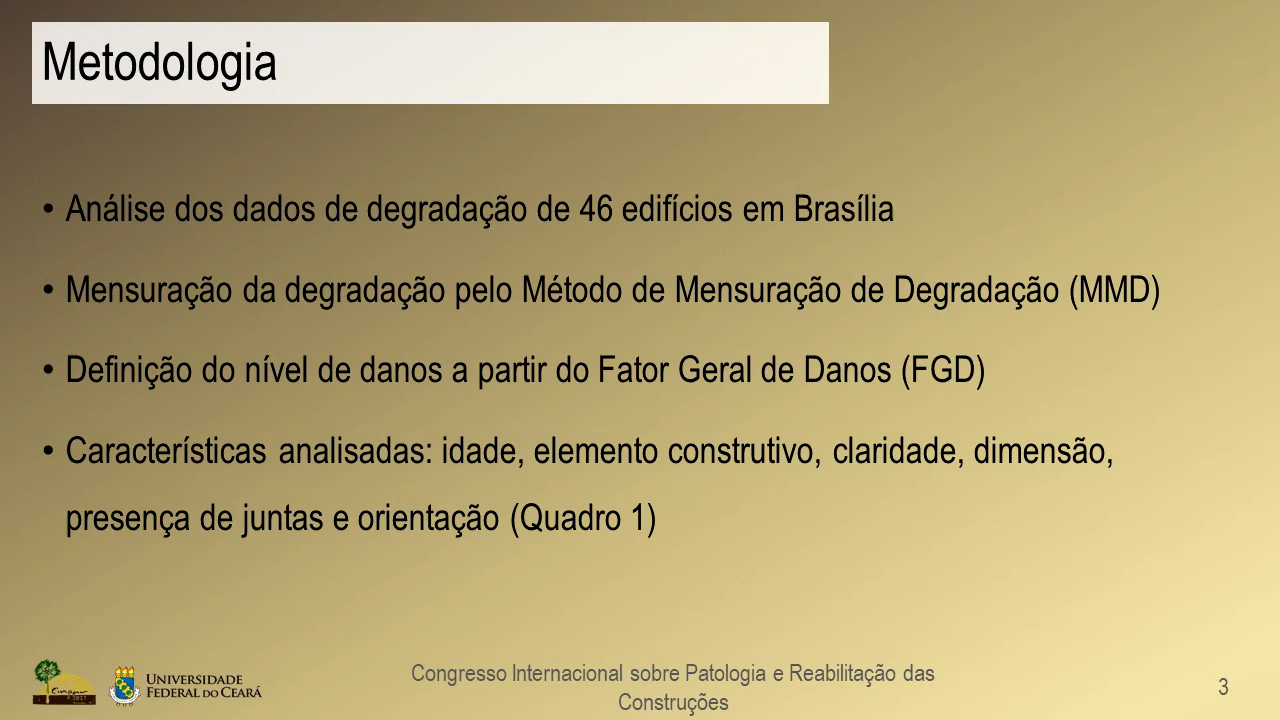 Metodologia
• Análise dos dados de degradação de 46 edifícios em Brasília
• Mensuração da degradação pelo Método de Mensuração de Degradação (MMD)
• Definição do nível de danos a partir do Fator Geral de Danos (FGD)
• Características analisadas: idade, elemento construtivo, claridade, dimensão,
presença de juntas e orientação (Quadro 1)
UNIVERSIDADE
FEDERAL DO CEARÁ
Congresso Internacional sobre Patologia e Reabilitação das
Construções
3